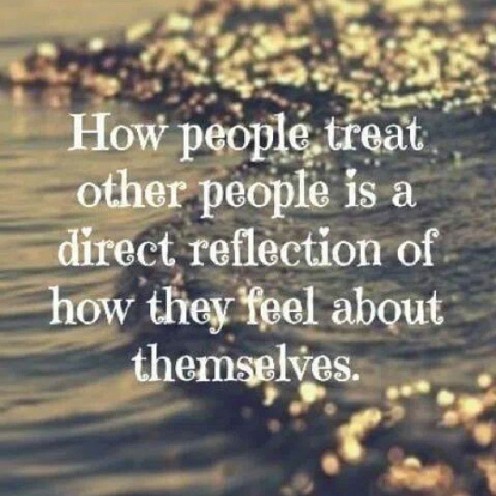 How people treat
other people is a
direct reflection of
how they feel about
themselves.